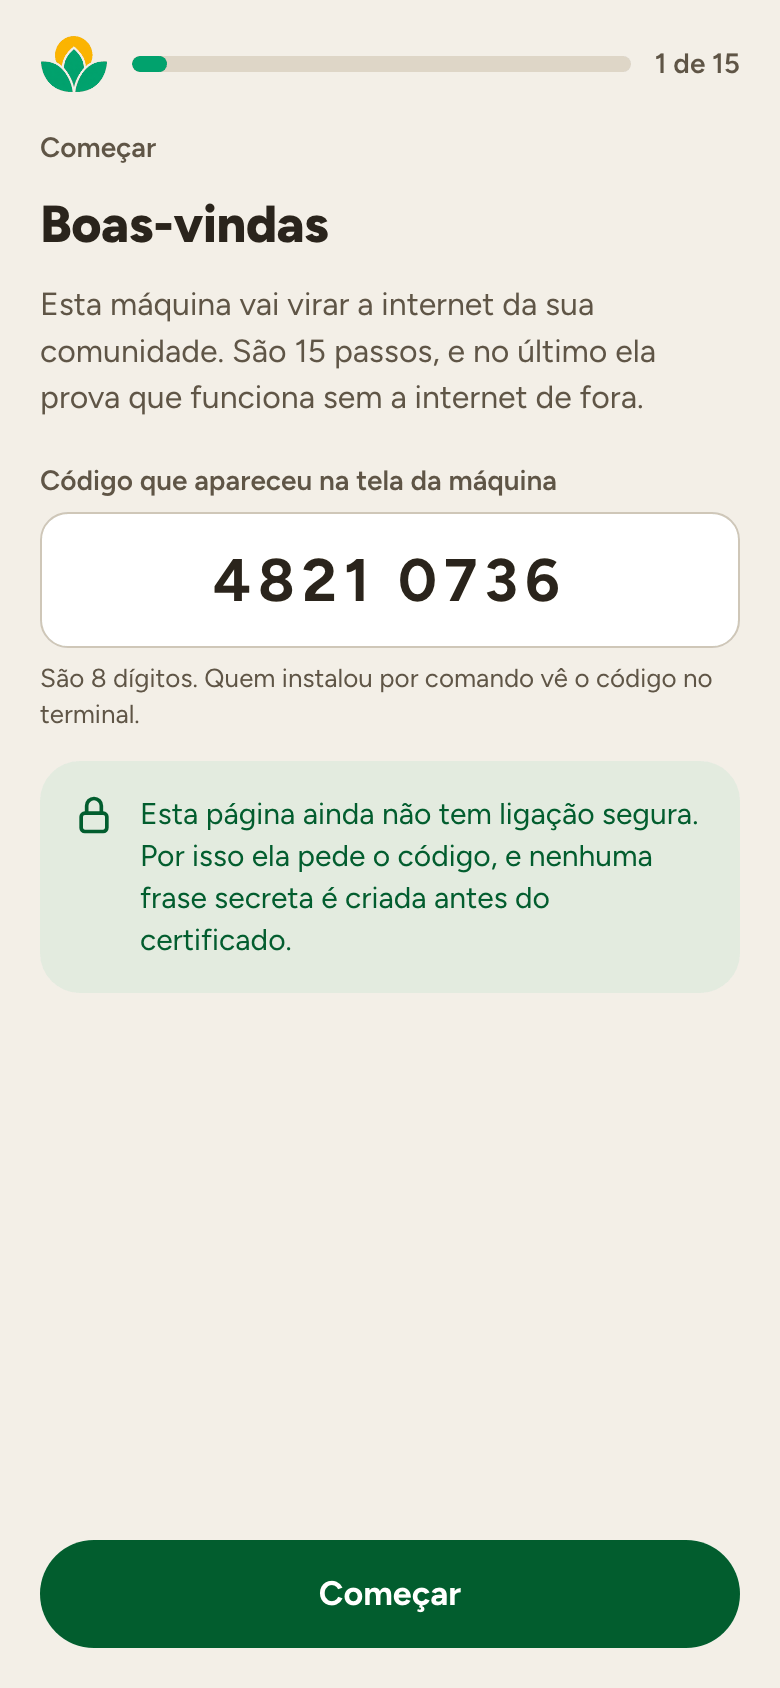 1 de 15
Começar
Boas-vindas
Esta máquina vai virar a internet da sua
comunidade. São 15 passos, e no último ela
prova que funciona sem a internet de fora.
Código que apareceu na tela da máquina
4821 0736
São 8 dígitos. Quem instalou por comando vê o código no
terminal.
Esta página ainda não tem ligação segura.
Por isso ela pede o código, e nenhuma
frase secreta é criada antes do
certificado.
Começar